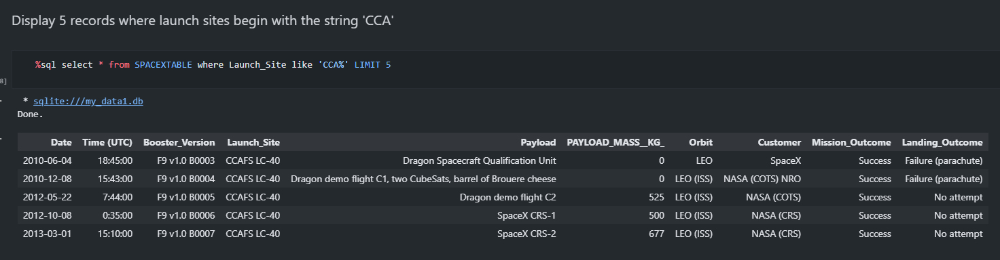 Display 5 records where launch sites begin with the string 'CCA'
%sql select * from SPACEXTABLE where Launch_Site like 'CCA%' LIMIT 5
8]
* sqlite:///my_data1.db
Done.
Date Time (UTC) Booster_Version Launch_Site Payload PAYLOAD_MASS__KG_ Orbit Customer Mission_Outcome Landing_Outcome
2010-06-04 18:45:00 F9 v1.0 B0003 CCAFS LC-40 Dragon Spacecraft Qualification Unit 0 LEO SpaceX Success Failure (parachute)
2010-12-08 15:43:00 F9 v1.0 B0004 CCAFS LC-40 Dragon demo flight C1, two CubeSats, barrel of Brouere cheese 0 LEO (ISS) NASA (COTS) NRO Success Failure (parachute)
2012-05-22 7:44:00 F9 v1.0 B0005 CCAFS LC-40 Dragon demo flight C2 525 LEO (ISS) NASA (COTS) Success No attempt
2012-10-08 0:35:00 F9 v1.0 B0006 CCAFS LC-40 SpaceX CRS-1 500 LEO (ISS) NASA (CRS) Success No attempt
2013-03-01 15:10:00 F9 v1.0 B0007 CCAFS LC-40 SpaceX CRS-2 677 LEO (ISS) NASA (CRS) Success No attempt